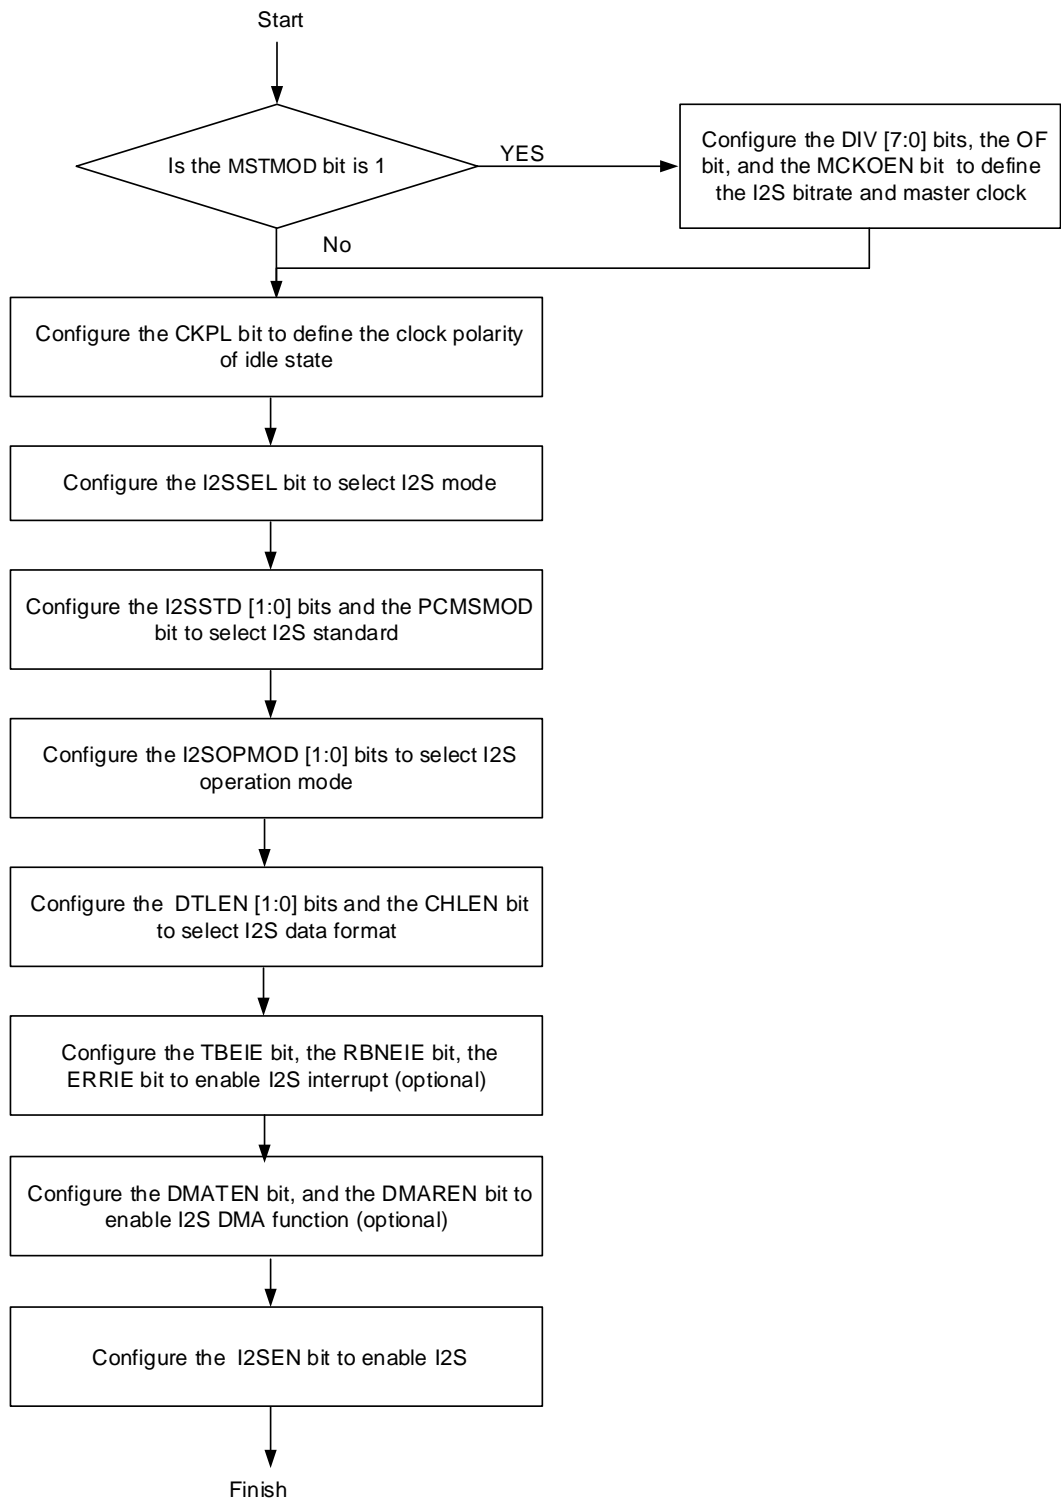 Start
Is the MSTMOD bit is 1
YES
Configure the DIV [7:0] bits, the OF
bit, and the MCKOEN bit to define
the I2S bitrate and master clock
No
Configure the CKPL bit to define the clock polarity
of idle state
Configure the I2SSEL bit to select I2S mode
Configure the I2SSTD [1:0] bits and the PCMSMOD
bit to select I2S standard
Configure the I2SOPMOD [1:0] bits to select I2S
operation mode
Configure the DTLEN [1:0] bits and the CHLEN bit
to select I2S data format
Configure the TBEIE bit, the RBNEIE bit, the
ERRIE bit to enable I2S interrupt (optional)
Configure the DMATEN bit, and the DMAREN bit to
enable I2S DMA function (optional)
Configure the I2SEN bit to enable I2S
Finish